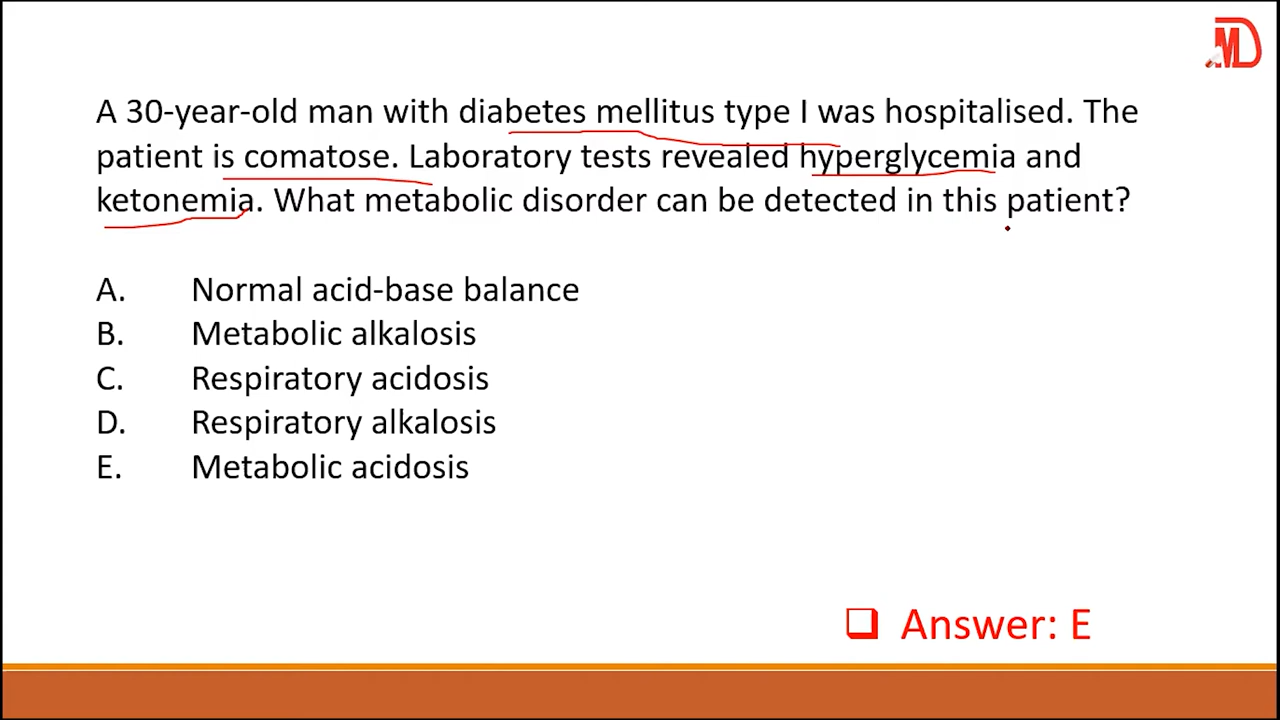 MD
A 30-year-old man with diabetes mellitus type I was hospitalised. The
patient is comatose. Laboratory tests revealed hyperglycemia and
ketonemia. What metabolic disorder can be detected in this patient?
A. Normal acid-base balance
B. Metabolic alkalosis
C. Respiratory acidosis
D. Respiratory alkalosis
E. Metabolic acidosis
❑ Answer: E